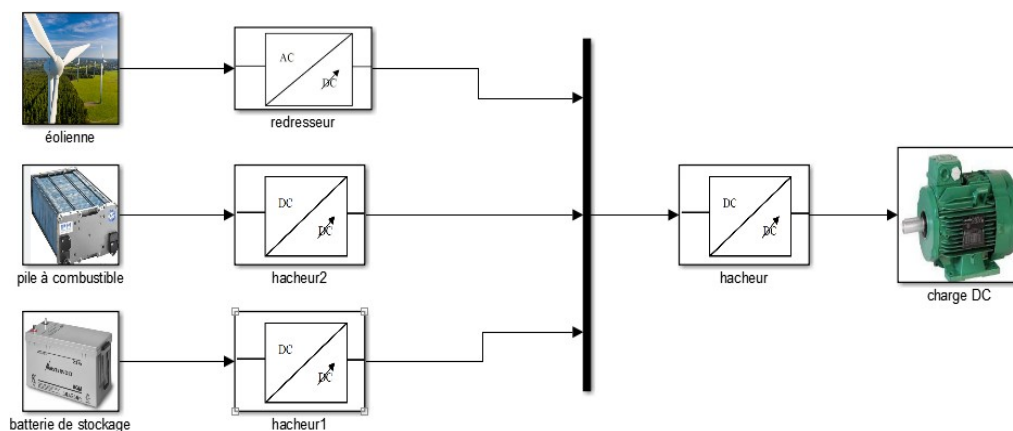 AC
DC
éolienne
redresseur
DC
DC
DC
DC
pile à combustible
hacheur2
hacheur
charge DC
DC
DC
batterie de stockage
hacheur1